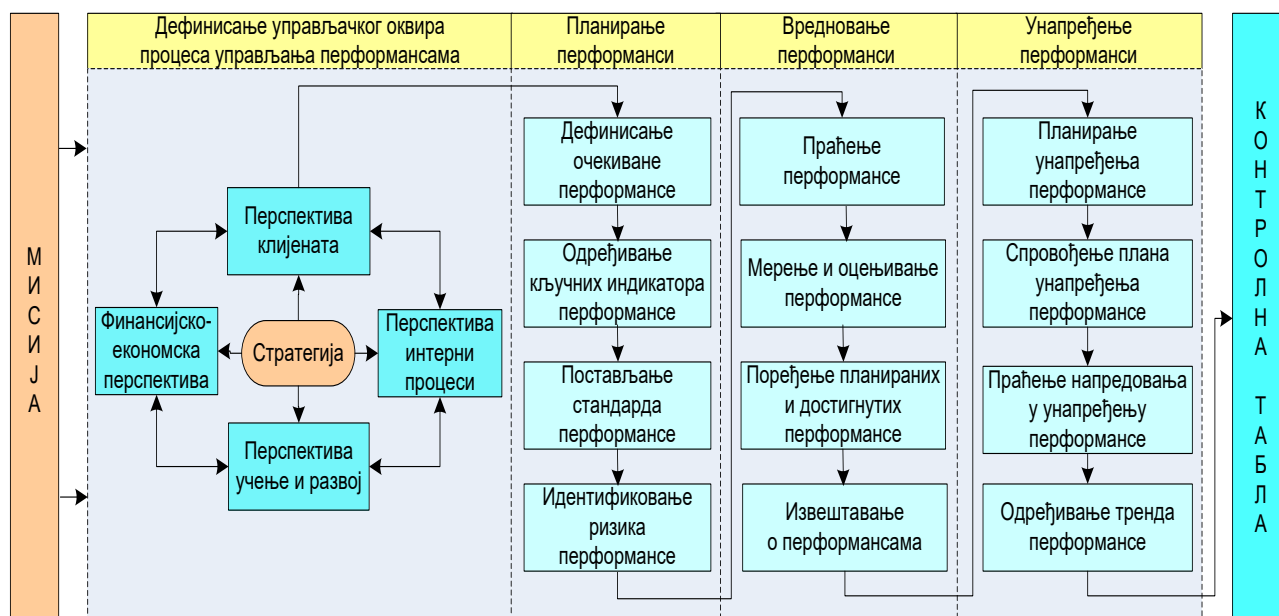 МИСИЈА
Дефинисање управљачког оквира
процеса управљања перформансама
Перспектива
клијената
Финансијско-
економска
перспектива
Стратегија
Перспектива
интерни
процеси
Перспектива
учење и развој
Планирање
перформанси
Дефинисање
очекиване
перформансе
Одређивање
кључних индикатора
перформансе
Постављање
стандарда
перформансе
Идентификовање
ризика
перформансе
Вредновање
перформанси
Праћење
перформансе
Мерење и оцењивање
перформансе
Поређење планираних
и достигнутих
перформансе
Извештавање
о перформансама
Унапређење
перформанси
Планирање
унапређења
перформансе
Спровођење плана
унапређења
перформансе
Праћење напредовања
у унапређењу
перформансе
Одређивање тренда
перформансе
КОНТРОЛНА ТАБЛА